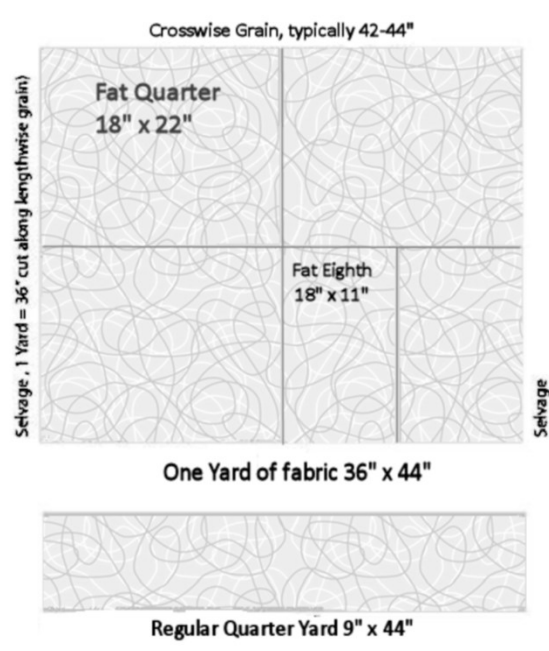 Crosswise Grain, typically 42-44"
Selvage , 1 Yard = 36" cut along lengthwise grain)
Fat Quarter
18" x 22"
Fat Eighth
18" x 11"
Selvage
One Yard of fabric 36" x 44"
Regular Quarter Yard 9" x 44"